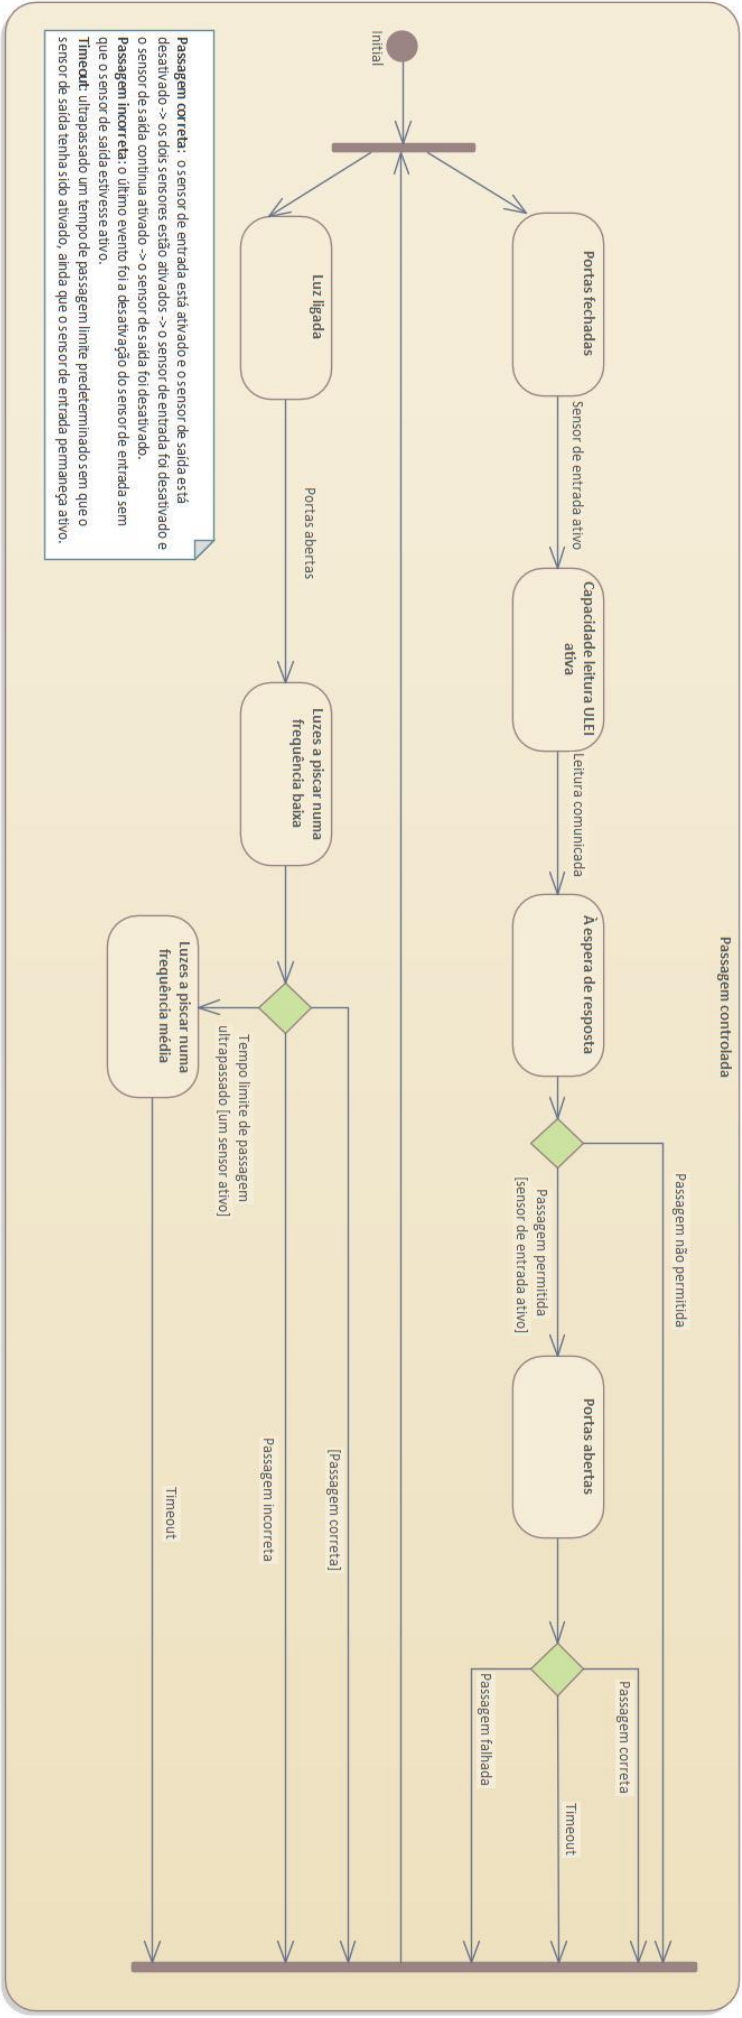 Passagem controlada
Initial
Portas fechadas
Sensor de entrada ativo
Capacidade leitura ULEI
ativa
Leitura comunicada
À espera de resposta
Passagem não permitida
Passagem permitida
[sensor de entrada ativo]
Portas abertas
Passagem correta
Timeout
Passagem falhada
Luz ligada
Portas abertas
Luzes a piscar numa
frequência baixa
[Passagem correta]
Passagem incorreta
Tempo limite de passagem
ultrapassado [um sensor ativo]
Luzes a piscar numa
frequência média
Timeout
Passagem correta: o sensor de entrada está ativado e o sensor de saída está
desativado -> os dois sensores estão ativados -> o sensor de entrada foi desativado e
o sensor de saída continua ativado -> o sensor de saída foi desativado.
Passagem incorreta: o último evento foi a desativação do sensor de entrada sem
que o sensor de saída estivesse ativo.
Timeout: ultrapassado um tempo de passagem limite predeterminado sem que o
sensor de saída tenha sido ativado, ainda que o sensor de entrada permaneça ativo.